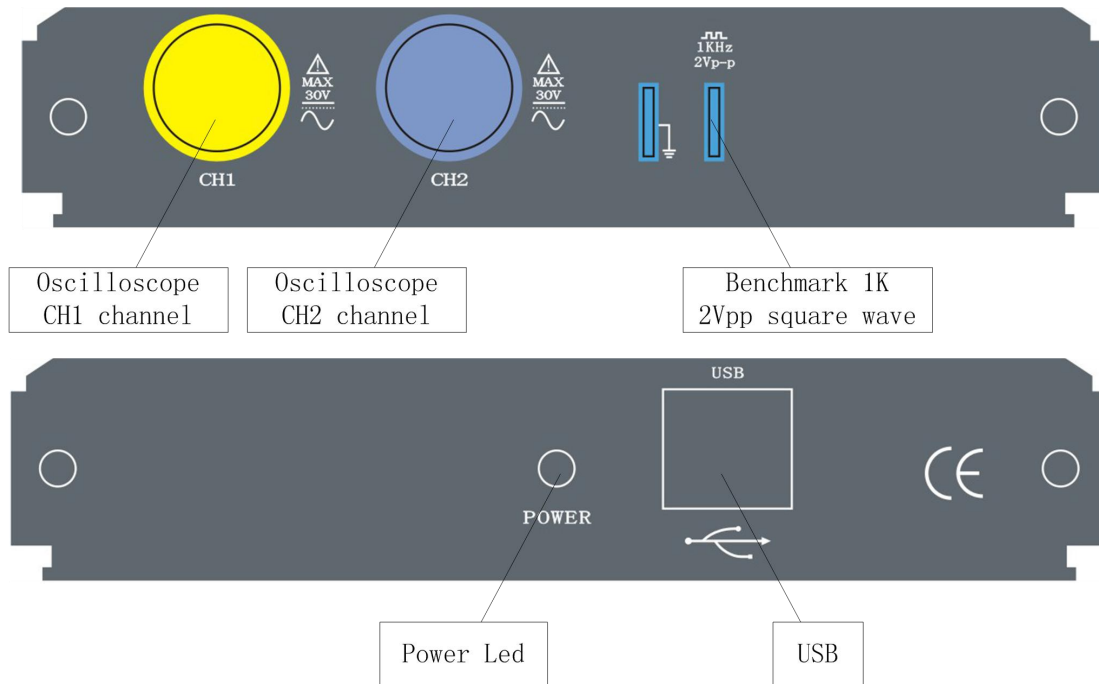 1KHz
2Vp-p
MAX
30V
MAX
30V
CH1
CH2
Oscilloscope
CH1 channel
Oscilloscope
CH2 channel
Benchmark 1K
2Vpp square wave
USB
POWER
CE
Power Led
USB